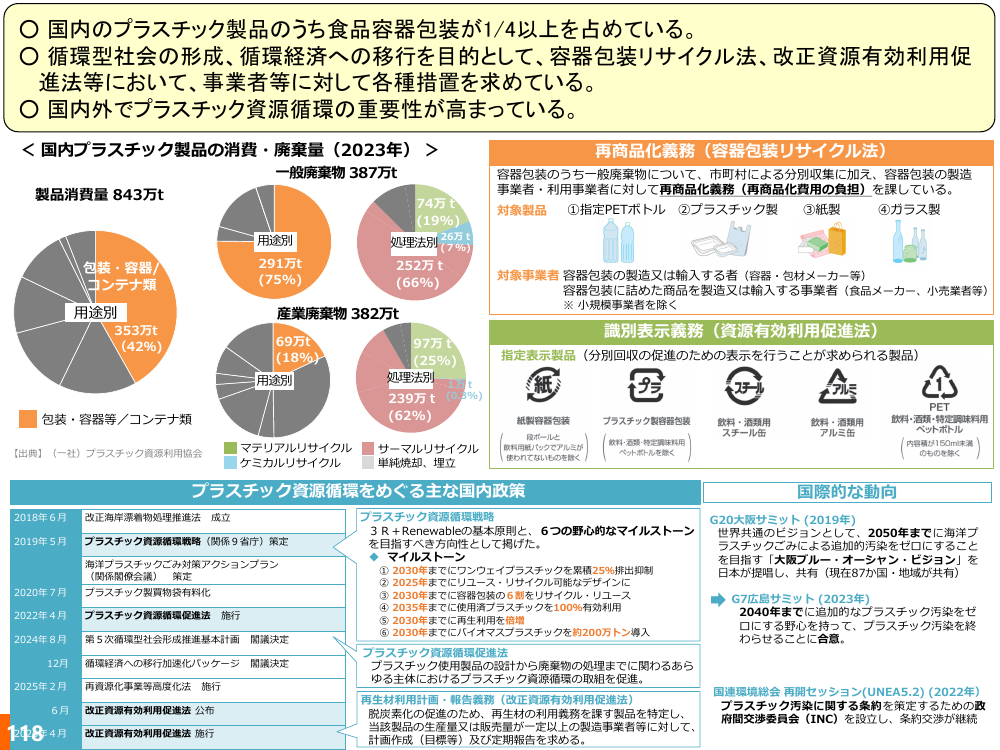 ○ 国内のプラスチック製品のうち食品容器包装が1/4以上を占めている。
○ 循環型社会の形成、循環経済への移行を目的として、容器包装リサイクル法、改正資源有効利用促
進法等において、事業者等に対して各種措置を求めている。
○ 国内外でプラスチック資源循環の重要性が高まっている。
＜ 国内プラスチック製品の消費・廃棄量（2023年） ＞
製品消費量 843万t
包装・容器/
コンテナ類
用途別
353万t
(42%)
一般廃棄物 387万t
用途別
291万t
(75%)
74万 t
(19%)
26万 t
(7%)
処理法別
252万 t
(66%)
産業廃棄物 382万t
69万t
(18%)
用途別
97万 t
(25%)
1万 t
(0.3%)
処理法別
239万 t
(62%)
包装・容器等／コンテナ類
マテリアルリサイクル
サーマルリサイクル
ケミカルリサイクル
単純焼却、埋立
【出典】（一社）プラスチック資源利用協会
再商品化義務（容器包装リサイクル法）
容器包装のうち一般廃棄物について、市町村による分別収集に加え、容器包装の製造
事業者・利用事業者に対して再商品化義務（再商品化費用の負担）を課している。
対象製品 ①指定PETボトル ②プラスチック製 ③紙製 ④ガラス製
対象事業者 容器包装の製造又は輸入する者（容器・包材メーカー等）
容器包装に詰めた商品を製造又は輸入する事業者（食品メーカー、小売業者等）
※ 小規模事業者を除く
識別表示義務（資源有効利用促進法）
指定表示製品（分別回収の促進のための表示を行うことが求められる製品）
紙
プラ
スチール
アルミ
1
PET
紙製容器包装
段ボールと
飲料用紙パックでアルミが
使われてないものを除く
プラスチック製容器包装
飲料・酒類・特定調味料用
ペットボトルを除く
飲料・酒類用
スチール缶
飲料・酒類用
アルミ缶
飲料・酒類・特定調味料用
ペットボトル
内容積が150ml未満
のものを除く
プラスチック資源循環をめぐる主な国内政策
2018年６月 改正海岸漂着物処理推進法 成立
2019年５月 プラスチック資源循環戦略（関係９省庁）策定
海洋プラスチックごみ対策アクションプラン
（関係閣僚会議） 策定
2020年７月 プラスチック製買物袋有料化
2022年４月 プラスチック資源循環促進法 施行
2024年８月 第５次循環型社会形成推進基本計画 閣議決定
12月 循環経済への移行加速化パッケージ 閣議決定
2025年２月 再資源化事業等高度化法 施行
６月 改正資源有効利用促進法 公布
年４月 改正資源有効利用促進法 施行
118
プラスチック資源循環戦略
３Ｒ＋Renewableの基本原則と、６つの野心的なマイルストーン
を目指すべき方向性として掲げた。
◆ マイルストーン
① 2030年までにワンウェイプラスチックを累積25%排出抑制
② 2025年までにリユース・リサイクル可能なデザインに
③ 2030年までに容器包装の６割をリサイクル・リユース
④ 2035年までに使用済プラスチックを100%有効利用
⑤ 2030年までに再生利用を倍増
⑥ 2030年までにバイオマスプラスチックを約200万トン導入
プラスチック資源循環促進法
プラスチック使用製品の設計から廃棄物の処理までに関わるあら
ゆる主体におけるプラスチック資源循環の取組を促進。
再生材利用計画・報告義務（改正資源有効利用促進法）
脱炭素化の促進のため、再生材の利用義務を課す製品を特定し、
当該製品の生産量又は販売量が一定以上の製造事業者等に対して、
計画作成（目標等）及び定期報告を求める。
国際的な動向
G20大阪サミット (2019年)
世界共通のビジョンとして、2050年までに海洋プ
ラスチックごみによる追加的汚染をゼロにすること
を目指す「大阪ブルー・オーシャン・ビジョン」を
日本が提唱し、共有（現在87か国・地域が共有）
G7広島サミット (2023年)
2040年までに追加的なプラスチック汚染をゼ
ロにする野心を持って、プラスチック汚染を終
わらせることに合意。
国連環境総会 再開セッション(UNEA5.2) (2022年)
プラスチック汚染に関する条約を策定するための政
府間交渉委員会（INC）を設立し、条約交渉が継続